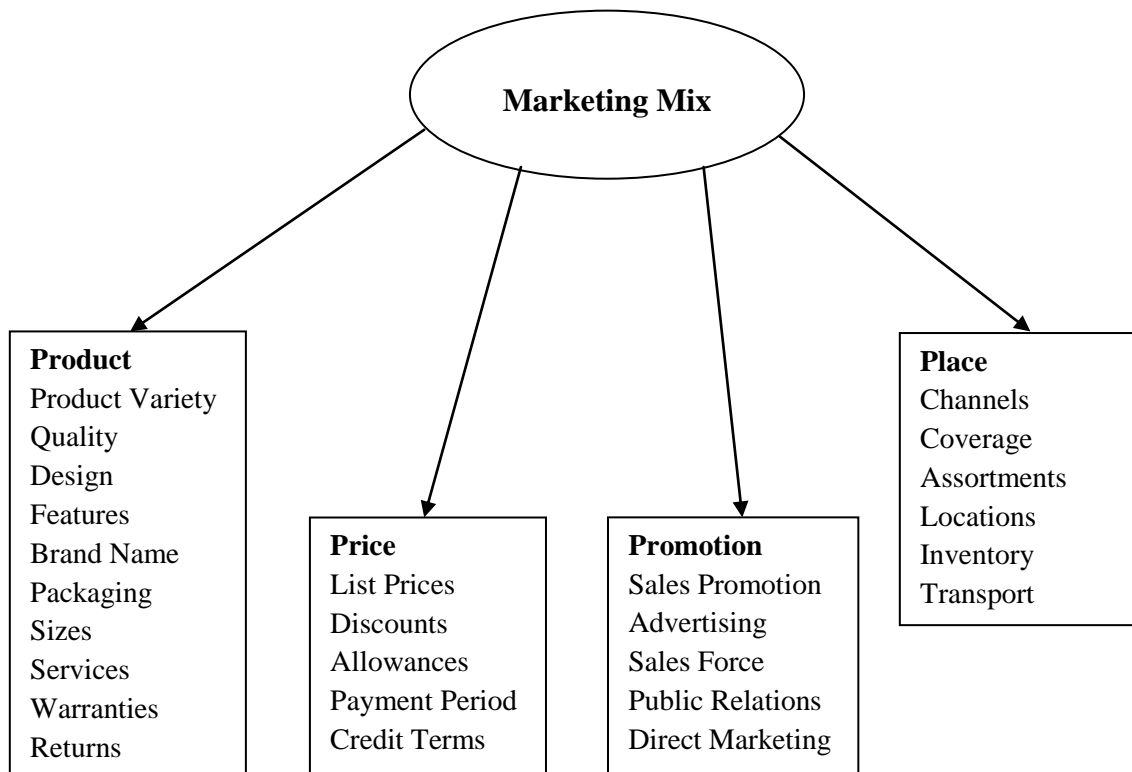 Marketing Mix
Product
Product Variety
Quality
Design
Features
Brand Name
Packaging
Sizes
Services
Warranties
Returns
Price
List Prices
Discounts
Allowances
Payment Period
Credit Terms
Promotion
Sales Promotion
Advertising
Sales Force
Public Relations
Direct Marketing
Place
Channels
Coverage
Assortments
Locations
Inventory
Transport